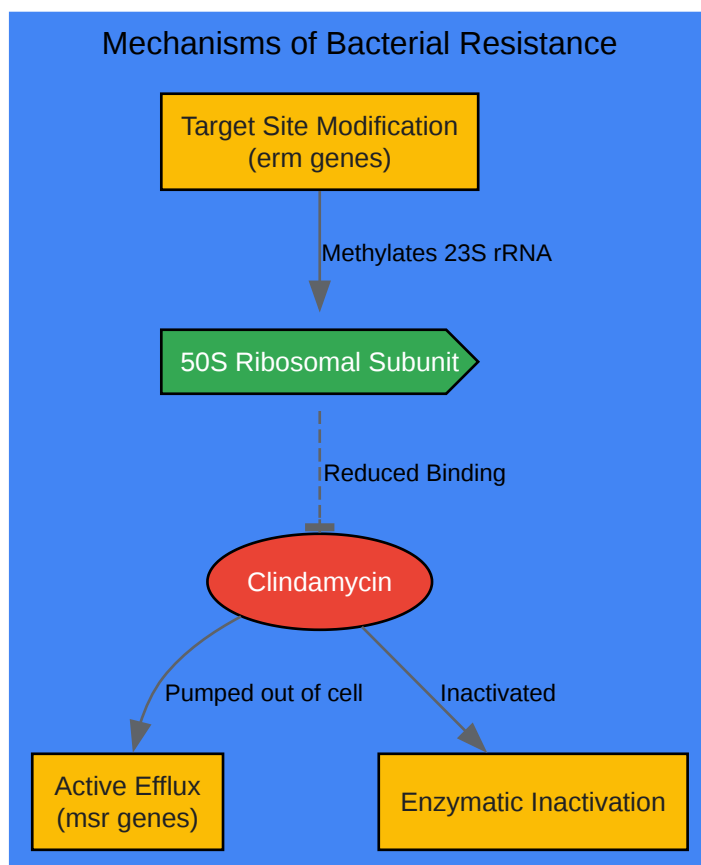 Mechanisms of Bacterial Resistance
Target Site Modification
(erm genes)
Methylates 23S rRNA
50S Ribosomal Subunit
Reduced Binding
Clindamycin
Pumped out of cell
Inactivated
Active Efflux
(msr genes)
Enzymatic Inactivation